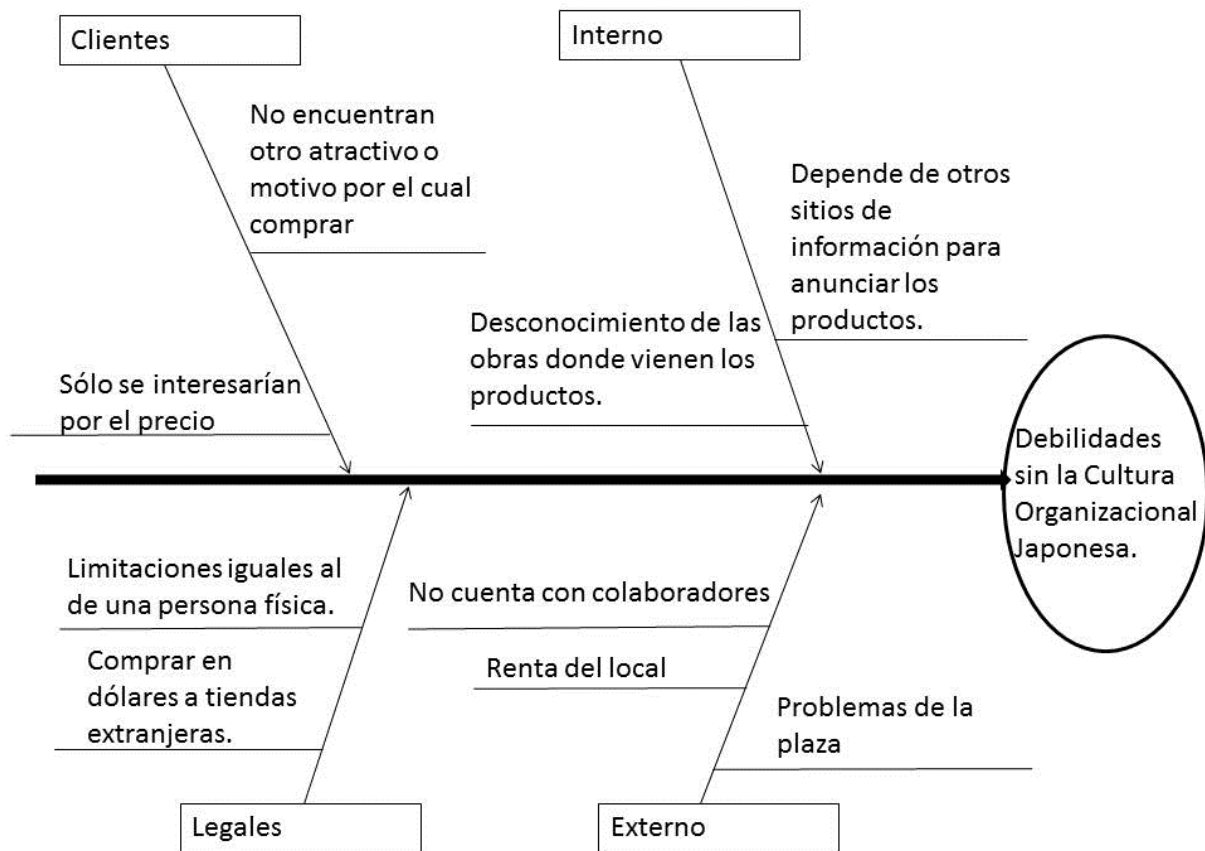 Clientes
No encuentran
otro atractivo o
motivo por el cual
comprar
Sólo se interesarían
por el precio
Interno
Depende de otros
sitios de
información para
anunciar los
productos.
Desconocimiento de las
obras donde vienen los
productos.
Debilidades
sin la Cultura
Organizacional
Japonesa.
Limitaciones iguales al
de una persona física.
Comprar en
dólares a tiendas
extranjeras.
Legales
No cuenta con colaboradores
Renta del local
Problemas de la
plaza
Externo